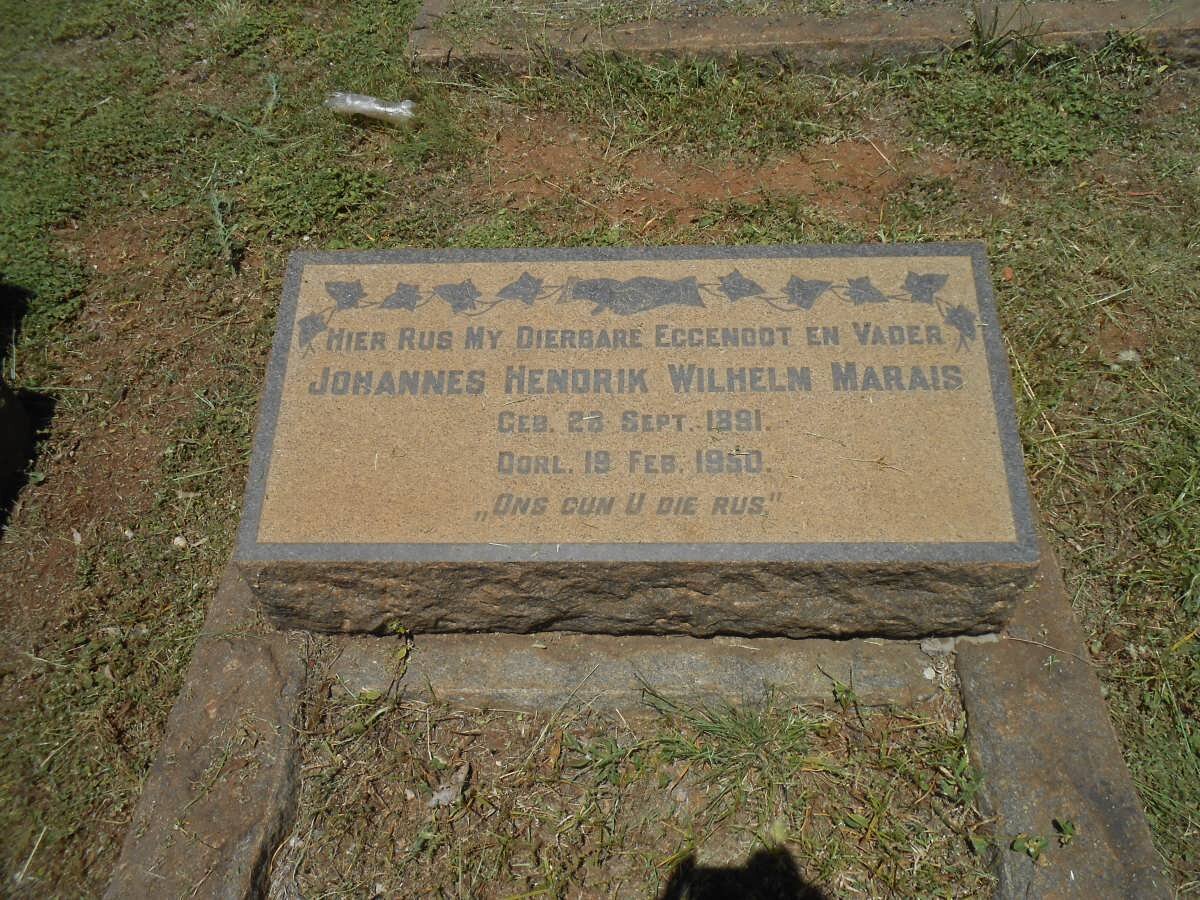 Hier Rus My Dierbare Eggenoot en Vader
Johannes Hendrik Wilhelm Marais
Geb. 28 Sept. 1891.
Oorl. 19 Feb. 1950.
„Ons gun U die rus."